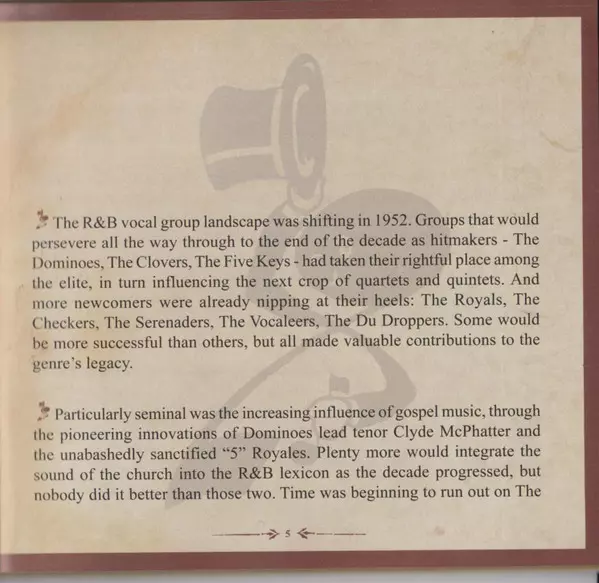 The R&B vocal group landscape was shifting in 1952. Groups that would
persevere all the way through to the end of the decade as hitmakers - The
Dominoes, The Clovers, The Five Keys - had taken their rightful place among
the elite, in turn influencing the next crop of quartets and quintets. And
more newcomers were already nipping at their heels: The Royals, The
Checkers, The Serenaders, The Vocaleers, The Du Droppers. Some would
be more successful than others, but all made valuable contributions to the
genre's legacy.
Particularly seminal was the increasing influence of gospel music, through
the pioneering innovations of Dominoes lead tenor Clyde McPhatter and
the unabashedly sanctified “5” Royales. Plenty more would integrate the
sound of the church into the R&B lexicon as the decade progressed, but
nobody did it better than those two. Time was beginning to run out on The
5